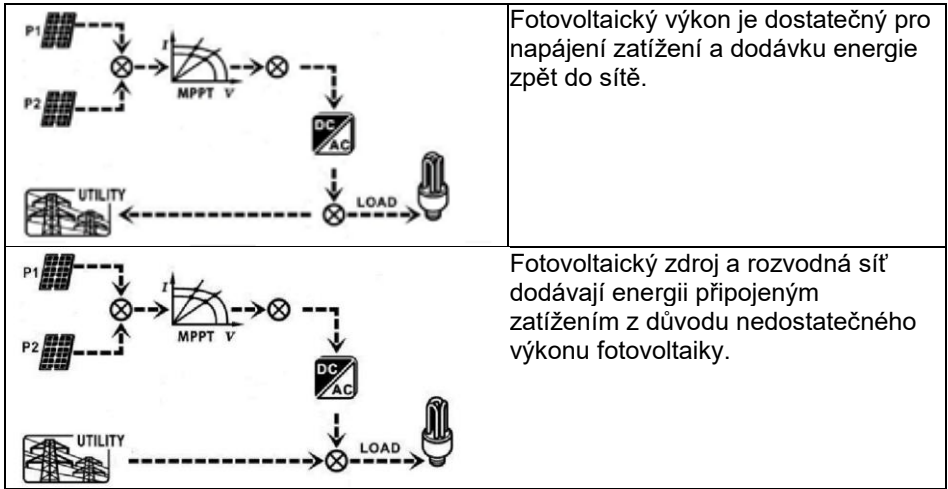 P1
P2
I
MPPT V
DC
AC
UTILITY
LOAD
Fotovoltaický výkon je dostatečný pro
napájení zatížení a dodávku energie
zpět do sítě.
P1
P2
I
MPPT V
DC
AC
UTILITY
LOAD
Fotovoltaický zdroj a rozvodná síť
dodávají energii připojeným
zatížením z důvodu nedostatečného
výkonu fotovoltaiky.